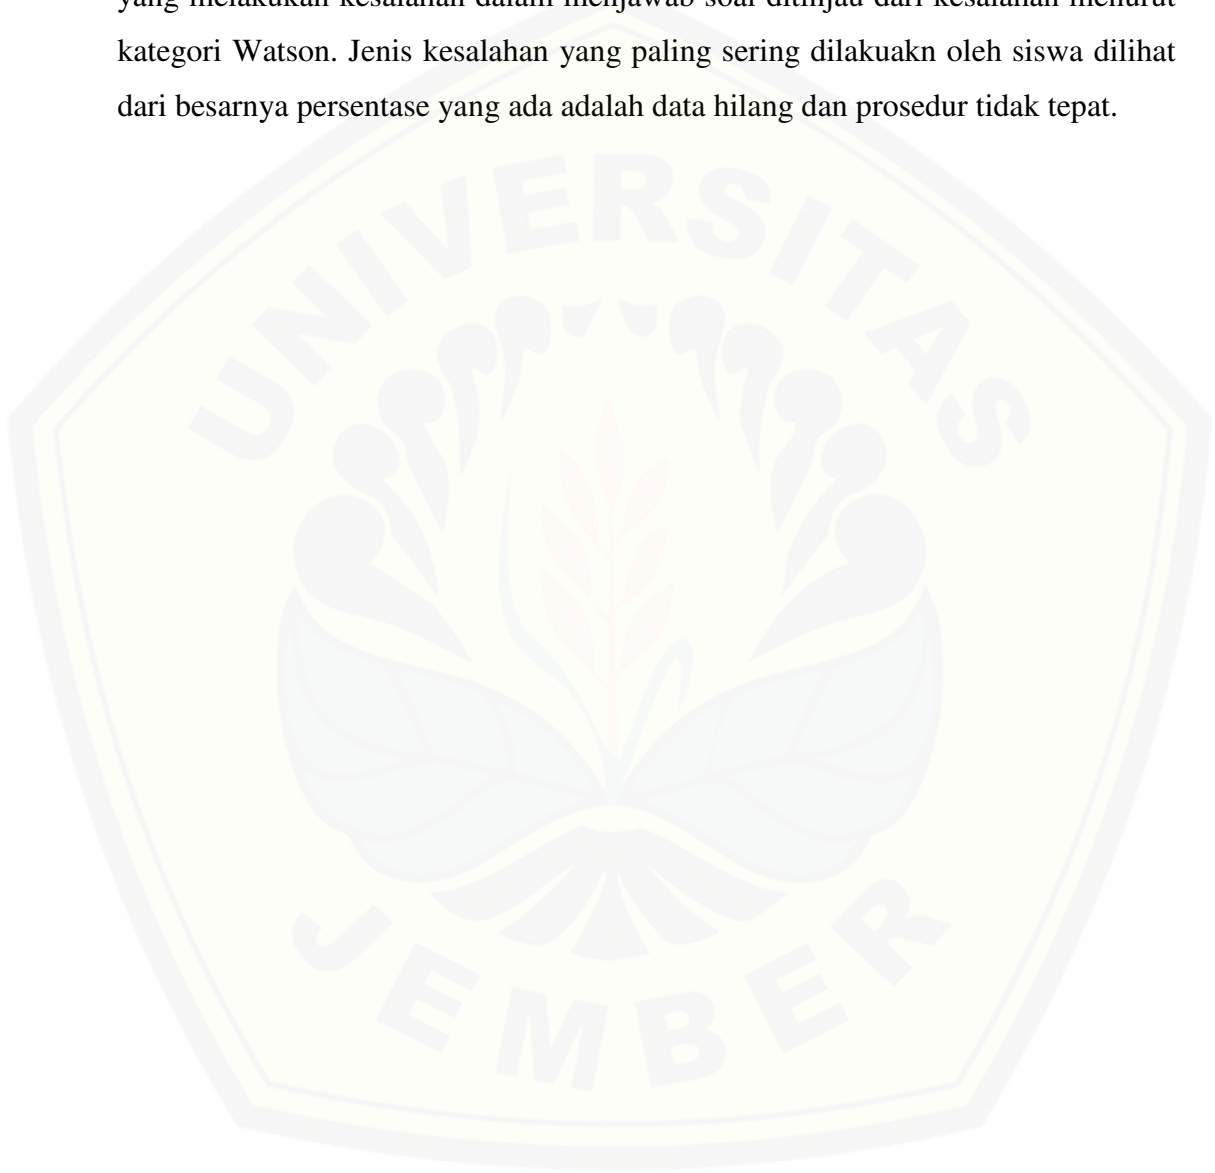 yang melakukan kesalahan dalam menjawab soal ditinjau dari kesalahan menurut
kategori Watson. Jenis kesalahan yang paling sering dilakuakn oleh siswa dilihat
dari besarnya persentase yang ada adalah data hilang dan prosedur tidak tepat.
UNIVERSITAS
JEMBER